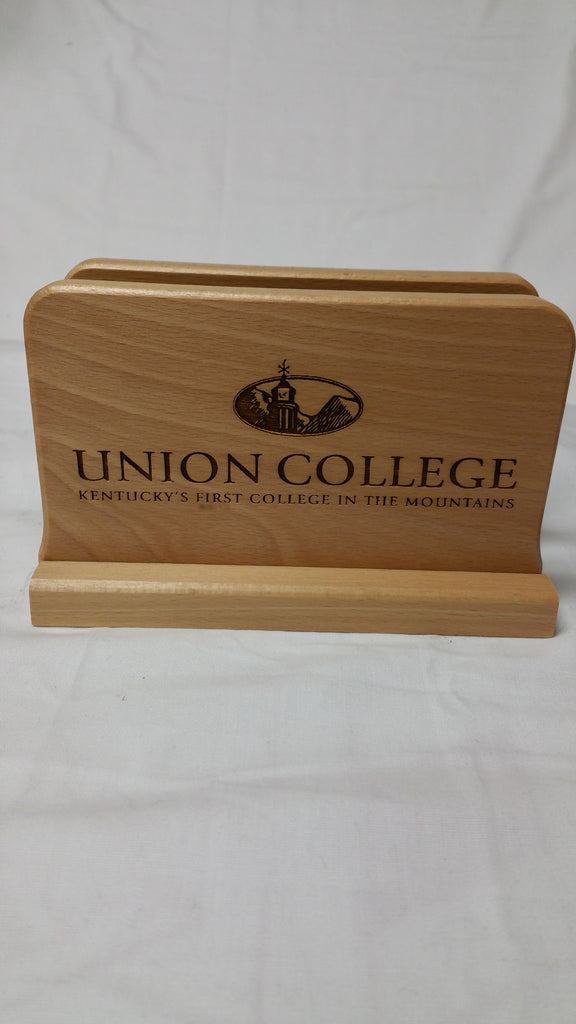 UNION COLLEGE
KENTUCKY'S FIRST COLLEGE IN THE MOUNTAINS